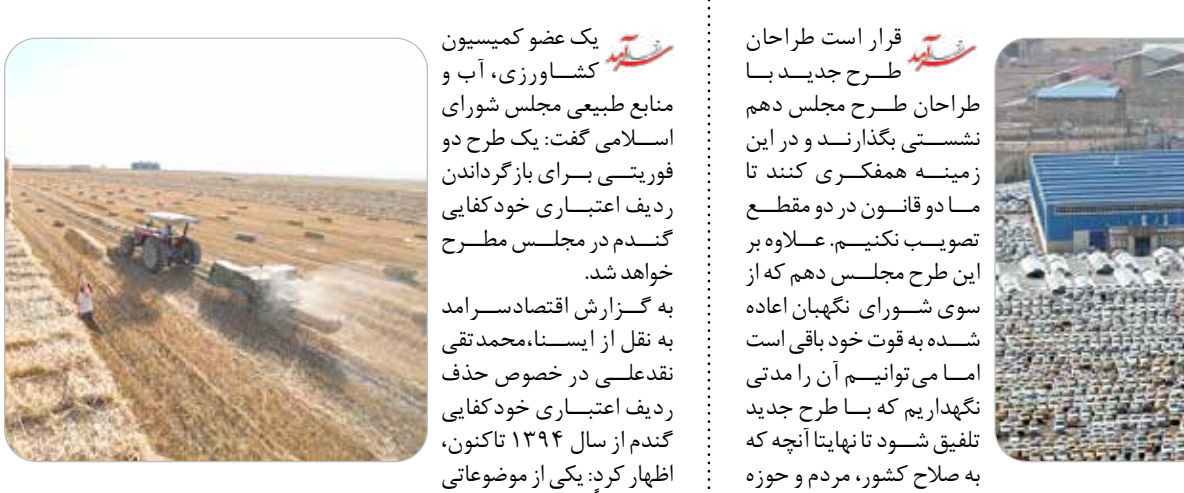 قرار است طراحان
طرح جدید با
طراحان طرح مجلس دهم
نشستی بگذارند و در این
زمینه همفکری کنند تا
ما دو قانون در دو مقطع
تصویب نکنیم. علاوه بر
این طرح مجلس دهم که از
سوی شورای نگهبان اعاده
شده به قوت خود باقی است
اما می‌توانیم آن را مدتی
نگهداریم که با طرح جدید
تلفیق شود تا نهایتا آنچه که
به صلاح کشور، مردم و حوزه
یک عضو کمیسیون
کشاورزی، آب و
منابع طبیعی مجلس شورای
اسلامی گفت: یک طرح دو
فوریتی برای بازگرداندن
ردیف اعتباری خودکفایی
گندم در مجلس مطرح
خواهد شد.
به گزارش اقتصادسرامد
به نقل از ایسنا،محمدتقی
نقدعلی در خصوص حذف
ردیف اعتباری خودکفایی
گندم از سال ۱۳۹۴ تاکنون،
اظهار کرد: یکی از موضوعاتی